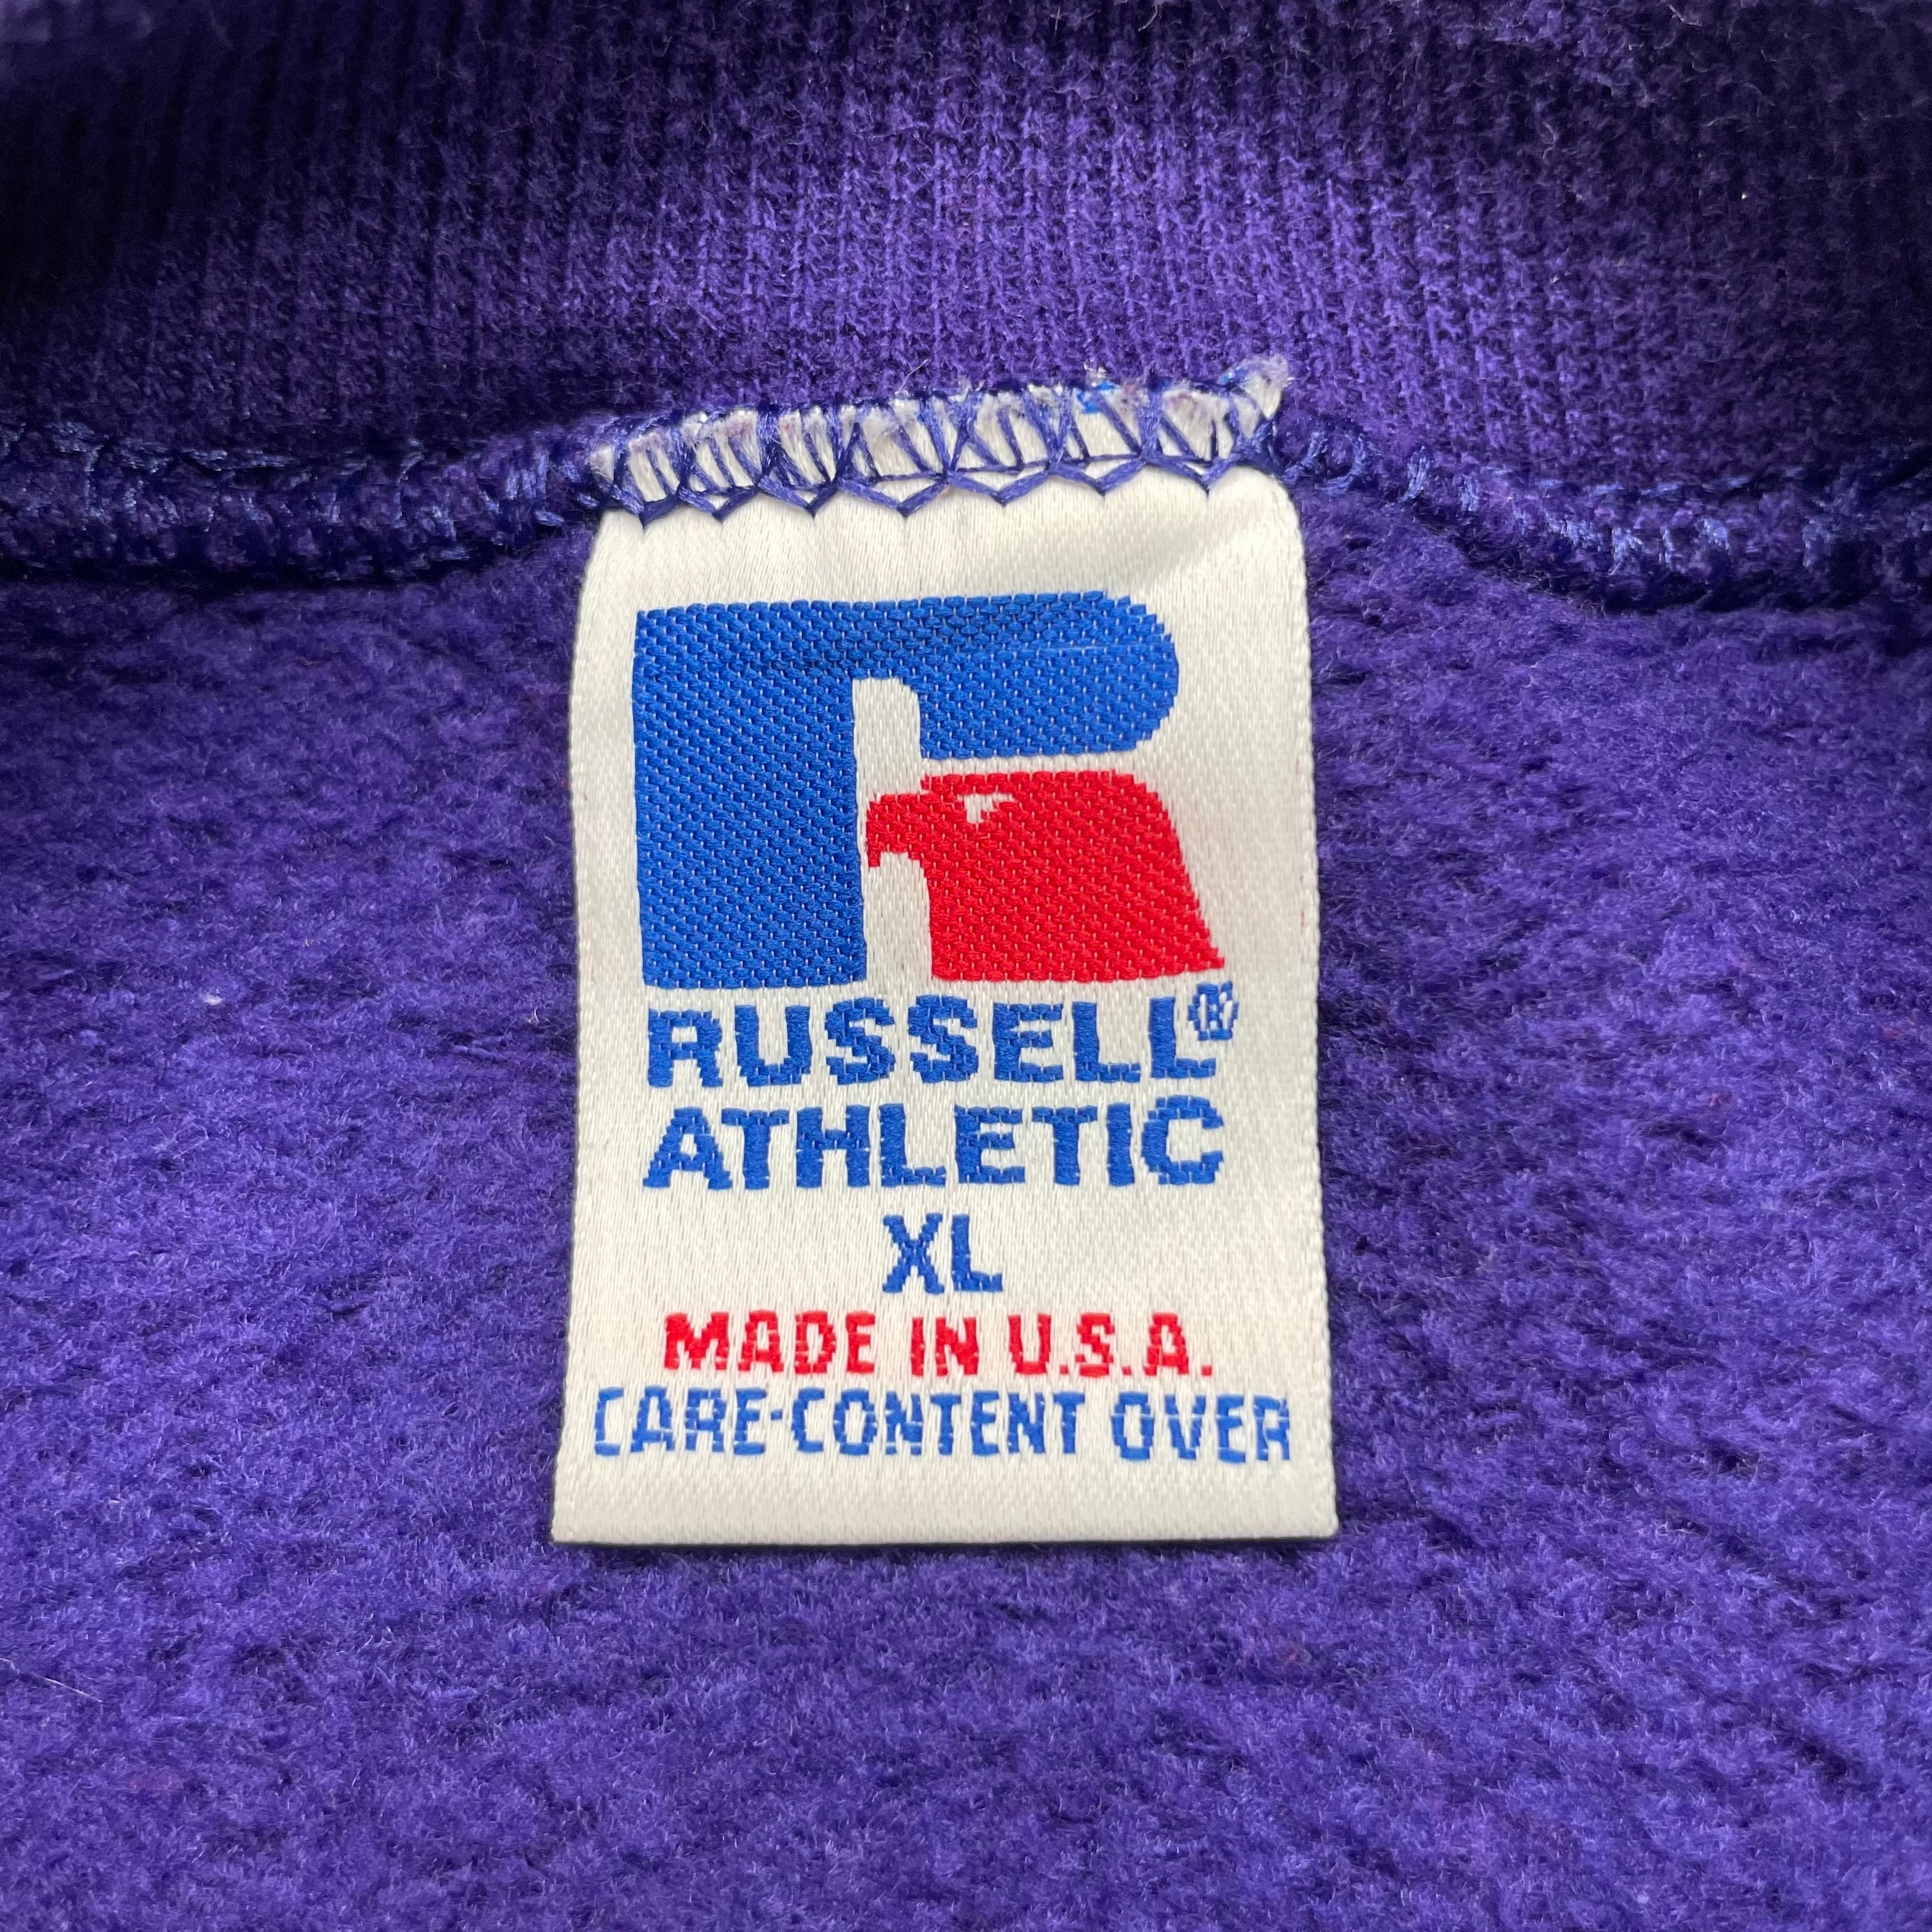 RUSSELL®
ATHLETIC
XL
MADE IN U.S.A.
CARE·CONTENT OVER